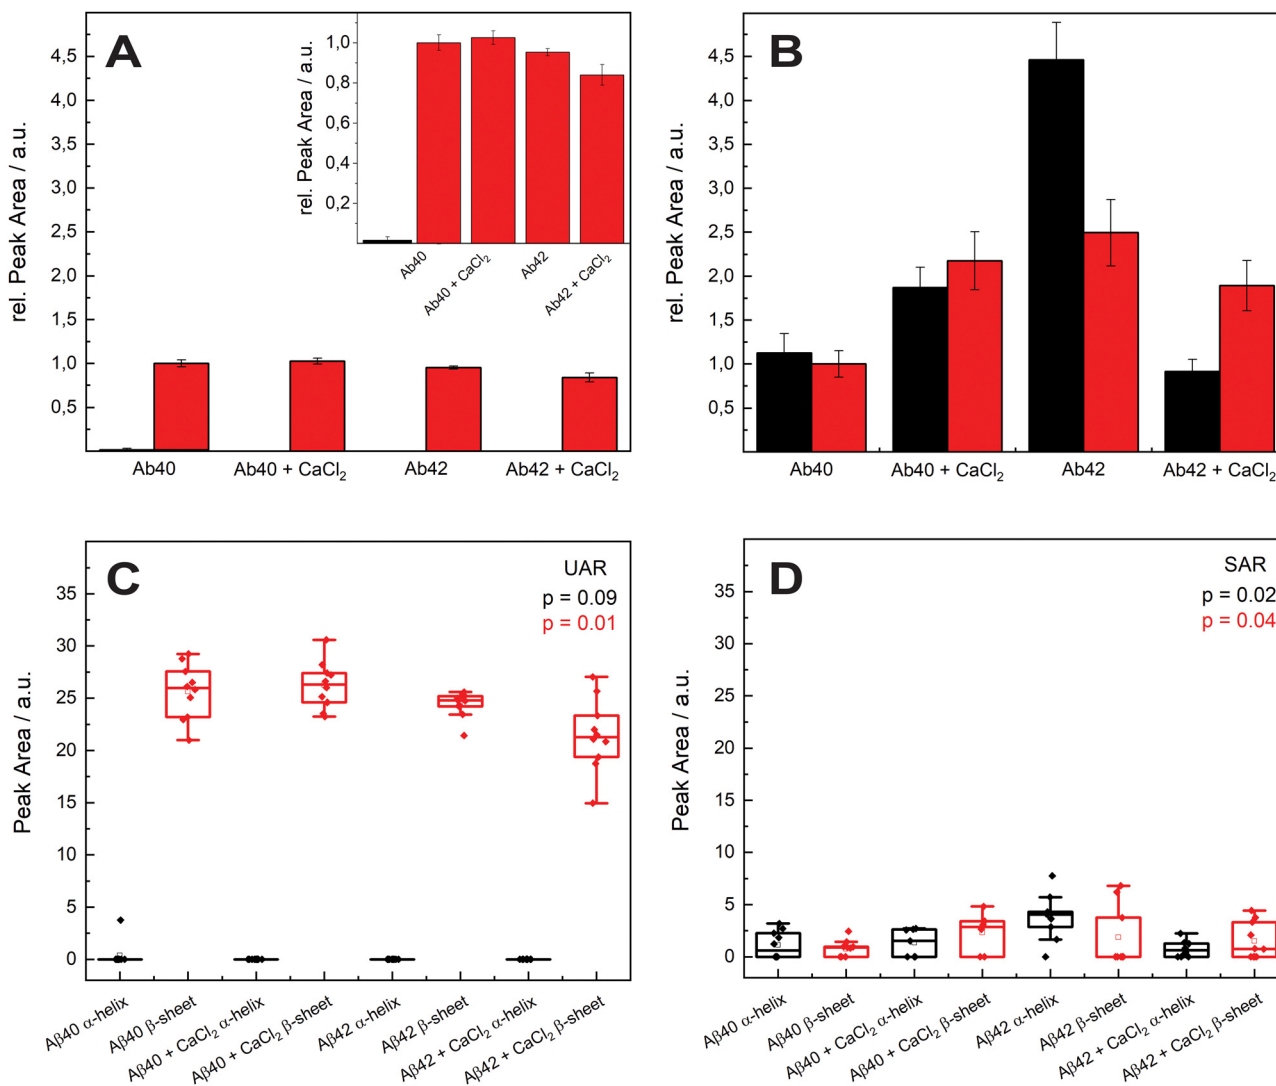 A
rel. Peak Area / a.u.
4,5
4,0
3,5
3,0
2,5
2,0
1,5
1,0
0,5
Ab40
Ab40 + CaCl₂
Ab42
Ab42 + CaCl₂
rel. Peak Area / a.u.
1,0
0,8
0,6
0,4
0,2
Ab40
Ab40 + CaCl₂
Ab42
Ab42 + CaCl₂
B
rel. Peak Area / a.u.
4,5
4,0
3,5
3,0
2,5
2,0
1,5
1,0
0,5
Ab40
Ab40 + CaCl₂
Ab42
Ab42 + CaCl₂
C
UAR
p = 0.09
p = 0.01
Peak Area / a.u.
35
30
25
20
15
10
5
0
Aβ40 α-helix
Aβ40 β-sheet
Aβ40 + CaCl₂ α-helix
Aβ40 + CaCl₂ β-sheet
Aβ42 α-helix
Aβ42 β-sheet
Aβ42 + CaCl₂ α-helix
Aβ42 + CaCl₂ β-sheet
D
SAR
p = 0.02
p = 0.04
Peak Area / a.u.
35
30
25
20
15
10
5
0
Aβ40 α-helix
Aβ40 β-sheet
Aβ40 + CaCl₂ α-helix
Aβ40 + CaCl₂ β-sheet
Aβ42 α-helix
Aβ42 β-sheet
Aβ42 + CaCl₂ α-helix
Aβ42 + CaCl₂ β-sheet